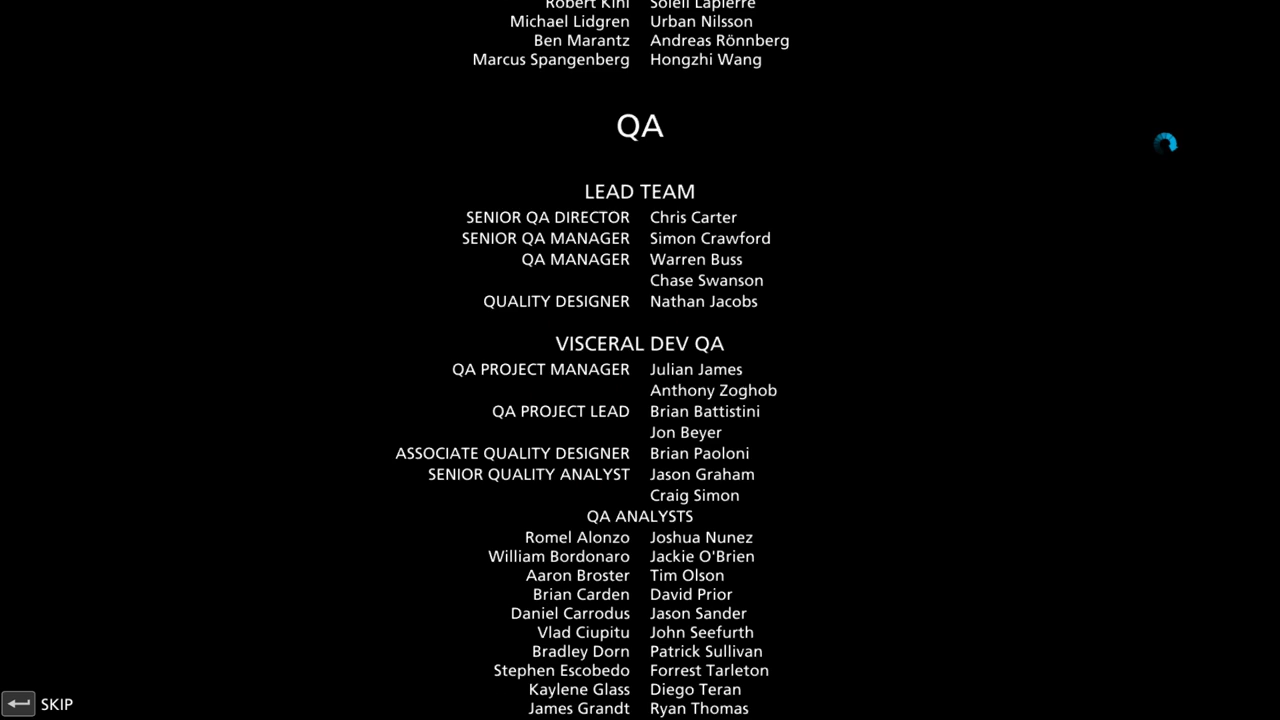 Robert Kihl Soleil Lapierre
Michael Lidgren Urban Nilsson
Ben Marantz Andreas Rönnberg
Marcus Spangenberg Hongzhi Wang
QA
LEAD TEAM
SENIOR QA DIRECTOR Chris Carter
SENIOR QA MANAGER Simon Crawford
QA MANAGER Warren Buss
Chase Swanson
QUALITY DESIGNER Nathan Jacobs
VISCERAL DEV QA
QA PROJECT MANAGER Julian James
Anthony Zoghob
QA PROJECT LEAD Brian Battistini
Jon Beyer
ASSOCIATE QUALITY DESIGNER Brian Paoloni
SENIOR QUALITY ANALYST Jason Graham
Craig Simon
QA ANALYSTS
Romel Alonzo Joshua Nunez
William Bordonaro Jackie O'Brien
Aaron Broster Tim Olson
Brian Carden David Prior
Daniel Carrodus Jason Sander
Vlad Ciupitu John Seefurth
Bradley Dorn Patrick Sullivan
Stephen Escobedo Forrest Tarleton
Kaylene Glass Diego Teran
James Grandt Ryan Thomas
SKIP